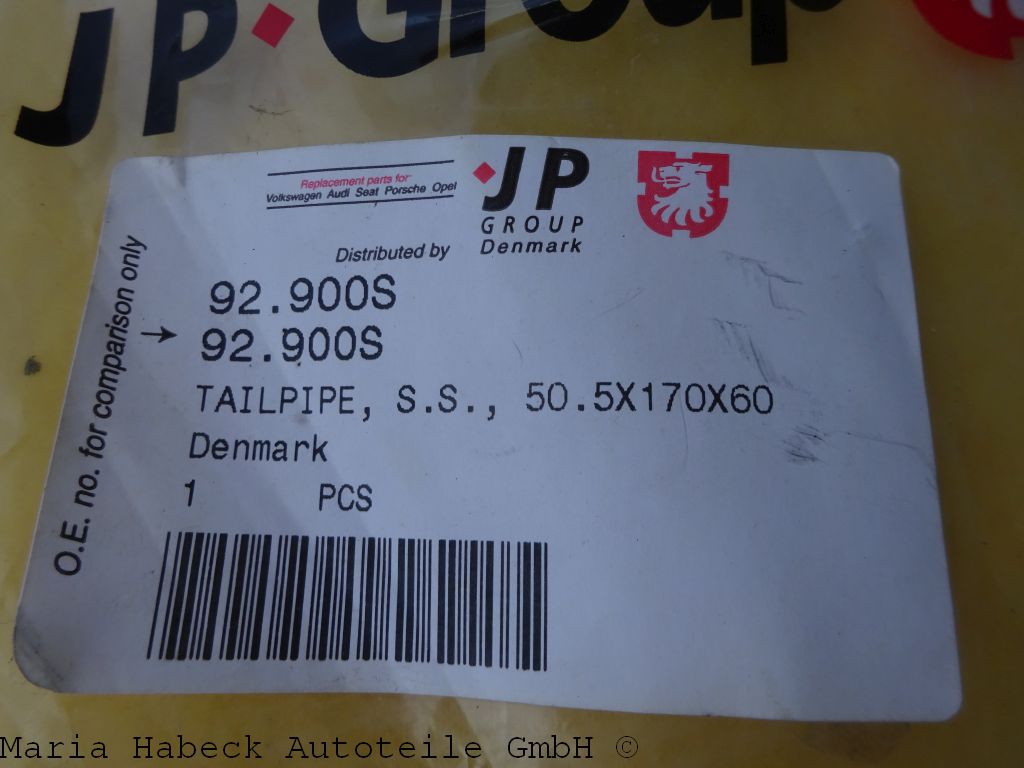 JP Group
Replacement parts for
Volkswagen Audi Seat Porsche Opel
JP
GROUP
Denmark
Distributed by
O.E. no. for comparison only
92.900S
→ 92.900S
TAILPIPE, S.S., 50.5X170X60
Denmark
1 PCS
Maria Habeck Autoteile GmbH ©